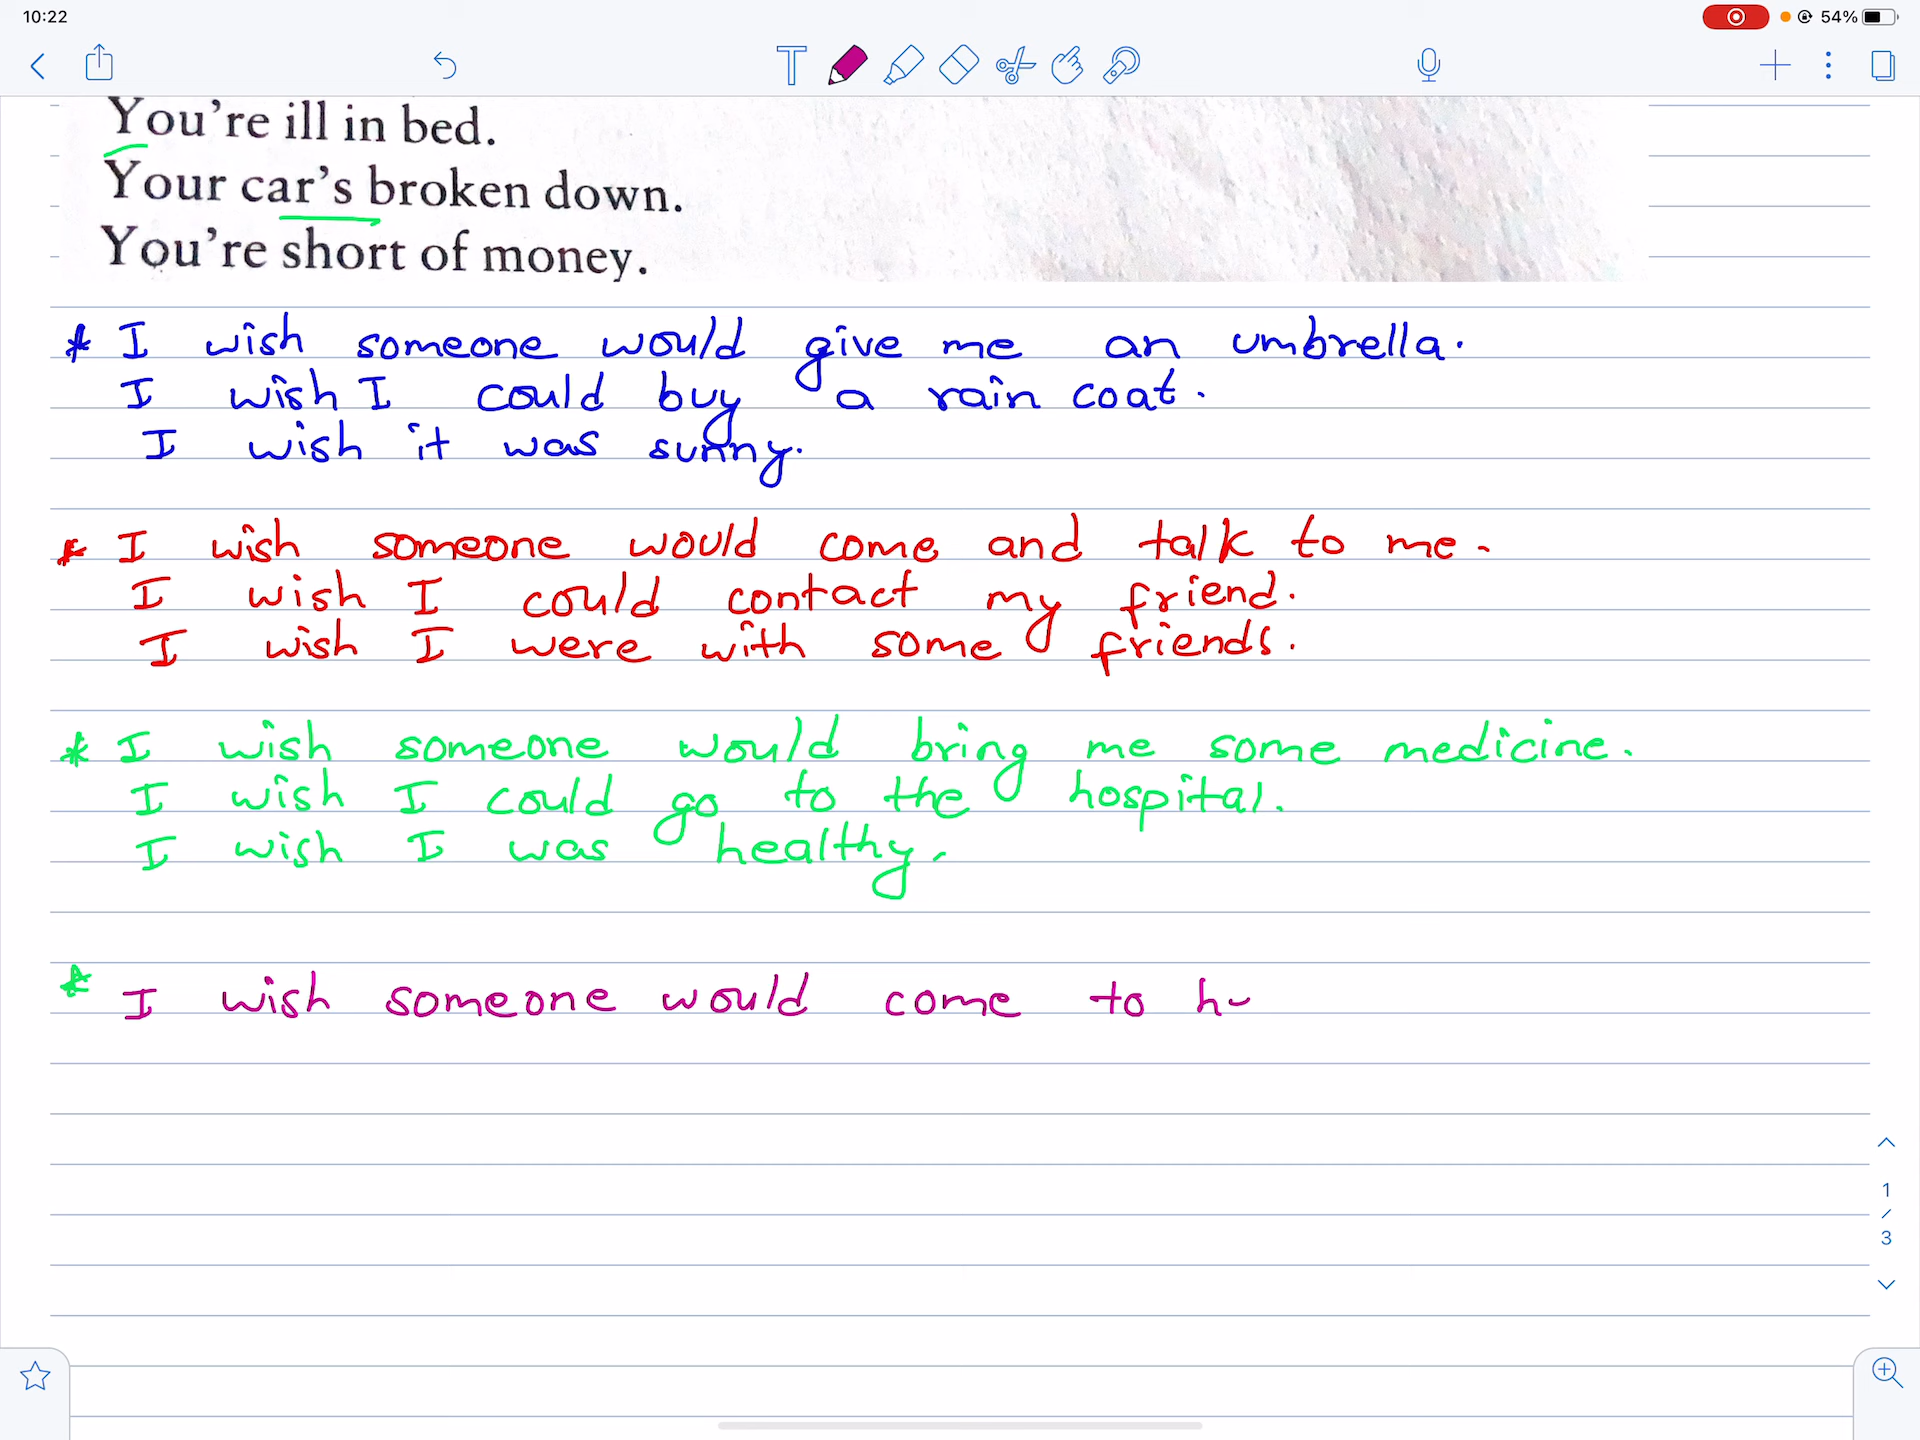 10:22
54%
You're ill in bed.
Your car's broken down.
You're short of money.
* I wish someone would give me an umbrella.
I wish I could buy a rain coat.
I wish it was sunny.
* I wish someone would come and talk to me.
I wish I could contact my friend.
I wish I were with some friends.
* I wish someone would bring me some medicine.
I wish I could go to the hospital.
I wish I was healthy.
* I wish someone would come to h
1
/
3